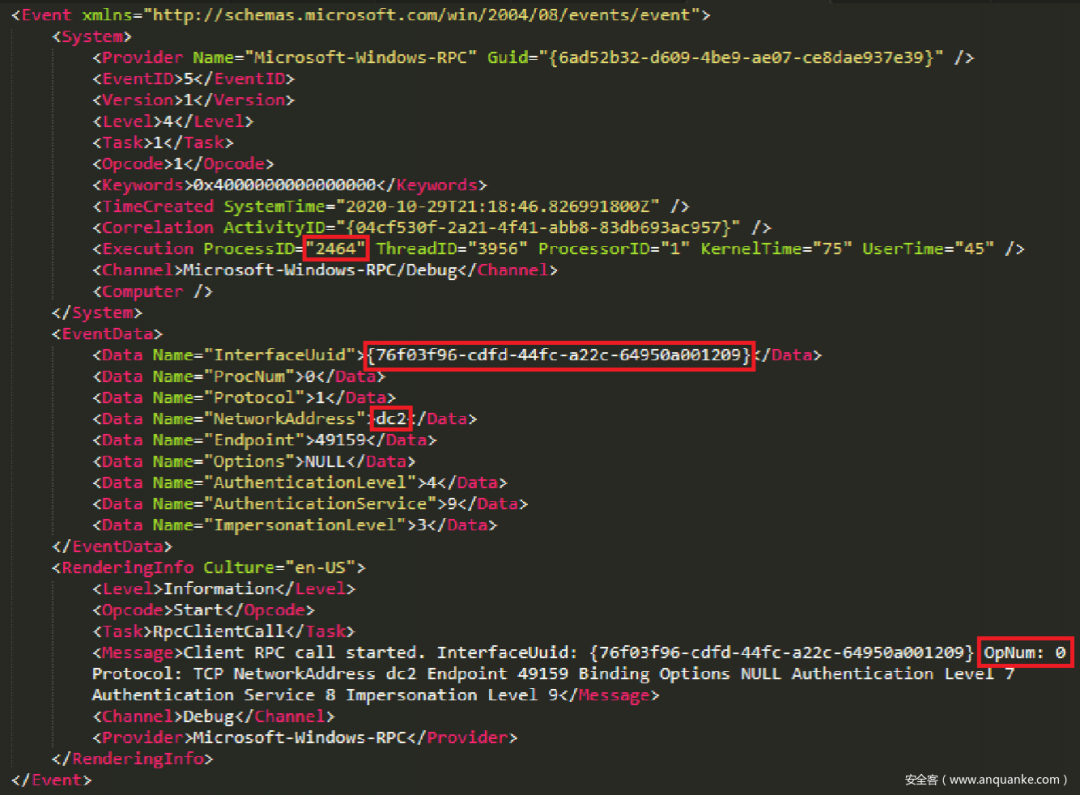 <Event xmlns="http://schemas.microsoft.com/win/2004/08/events/event">
<System>
<Provider Name="Microsoft-Windows-RPC" Guid="{6ad52b32-d609-4be9-ae07-ce8dae937e39}" />
<EventID>5</EventID>
<Version>1</Version>
<Level>4</Level>
<Task>1</Task>
<Opcode>1</Opcode>
<Keywords>0x4000000000000000</Keywords>
<TimeCreated SystemTime="2020-10-29T21:18:46.826991800Z" />
<Correlation ActivityID="{04cf530f-2a21-4f41-abb8-83db693ac957}" />
<Execution ProcessID="2464" ThreadID="3956" ProcessorID="1" KernelTime="75" UserTime="45" />
<Channel>Microsoft-Windows-RPC/Debug</Channel>
<Computer />
</System>
<EventData>
<Data Name="InterfaceUuid">{76f03f96-cdfd-44fc-a22c-64950a001209}</Data>
<Data Name="ProcNum">0</Data>
<Data Name="Protocol">1</Data>
<Data Name="NetworkAddress">dc2</Data>
<Data Name="Endpoint">49159</Data>
<Data Name="Options">NULL</Data>
<Data Name="AuthenticationLevel">4</Data>
<Data Name="AuthenticationService">9</Data>
<Data Name="ImpersonationLevel">3</Data>
</EventData>
<RenderingInfo Culture="en-US">
<Level>Information</Level>
<Opcode>Start</Opcode>
<Task>RpcClientCall</Task>
<Message>Client RPC call started. InterfaceUuid: {76f03f96-cdfd-44fc-a22c-64950a001209} OpNum: 0
Protocol: TCP NetworkAddress dc2 Endpoint 49159 Binding Options NULL Authentication Level 7
Authentication Service 8 Impersonation Level 9</Message>
<Channel>Debug</Channel>
<Provider>Microsoft-Windows-RPC</Provider>
</RenderingInfo>
</Event>
安全客（www.anquanke.com）